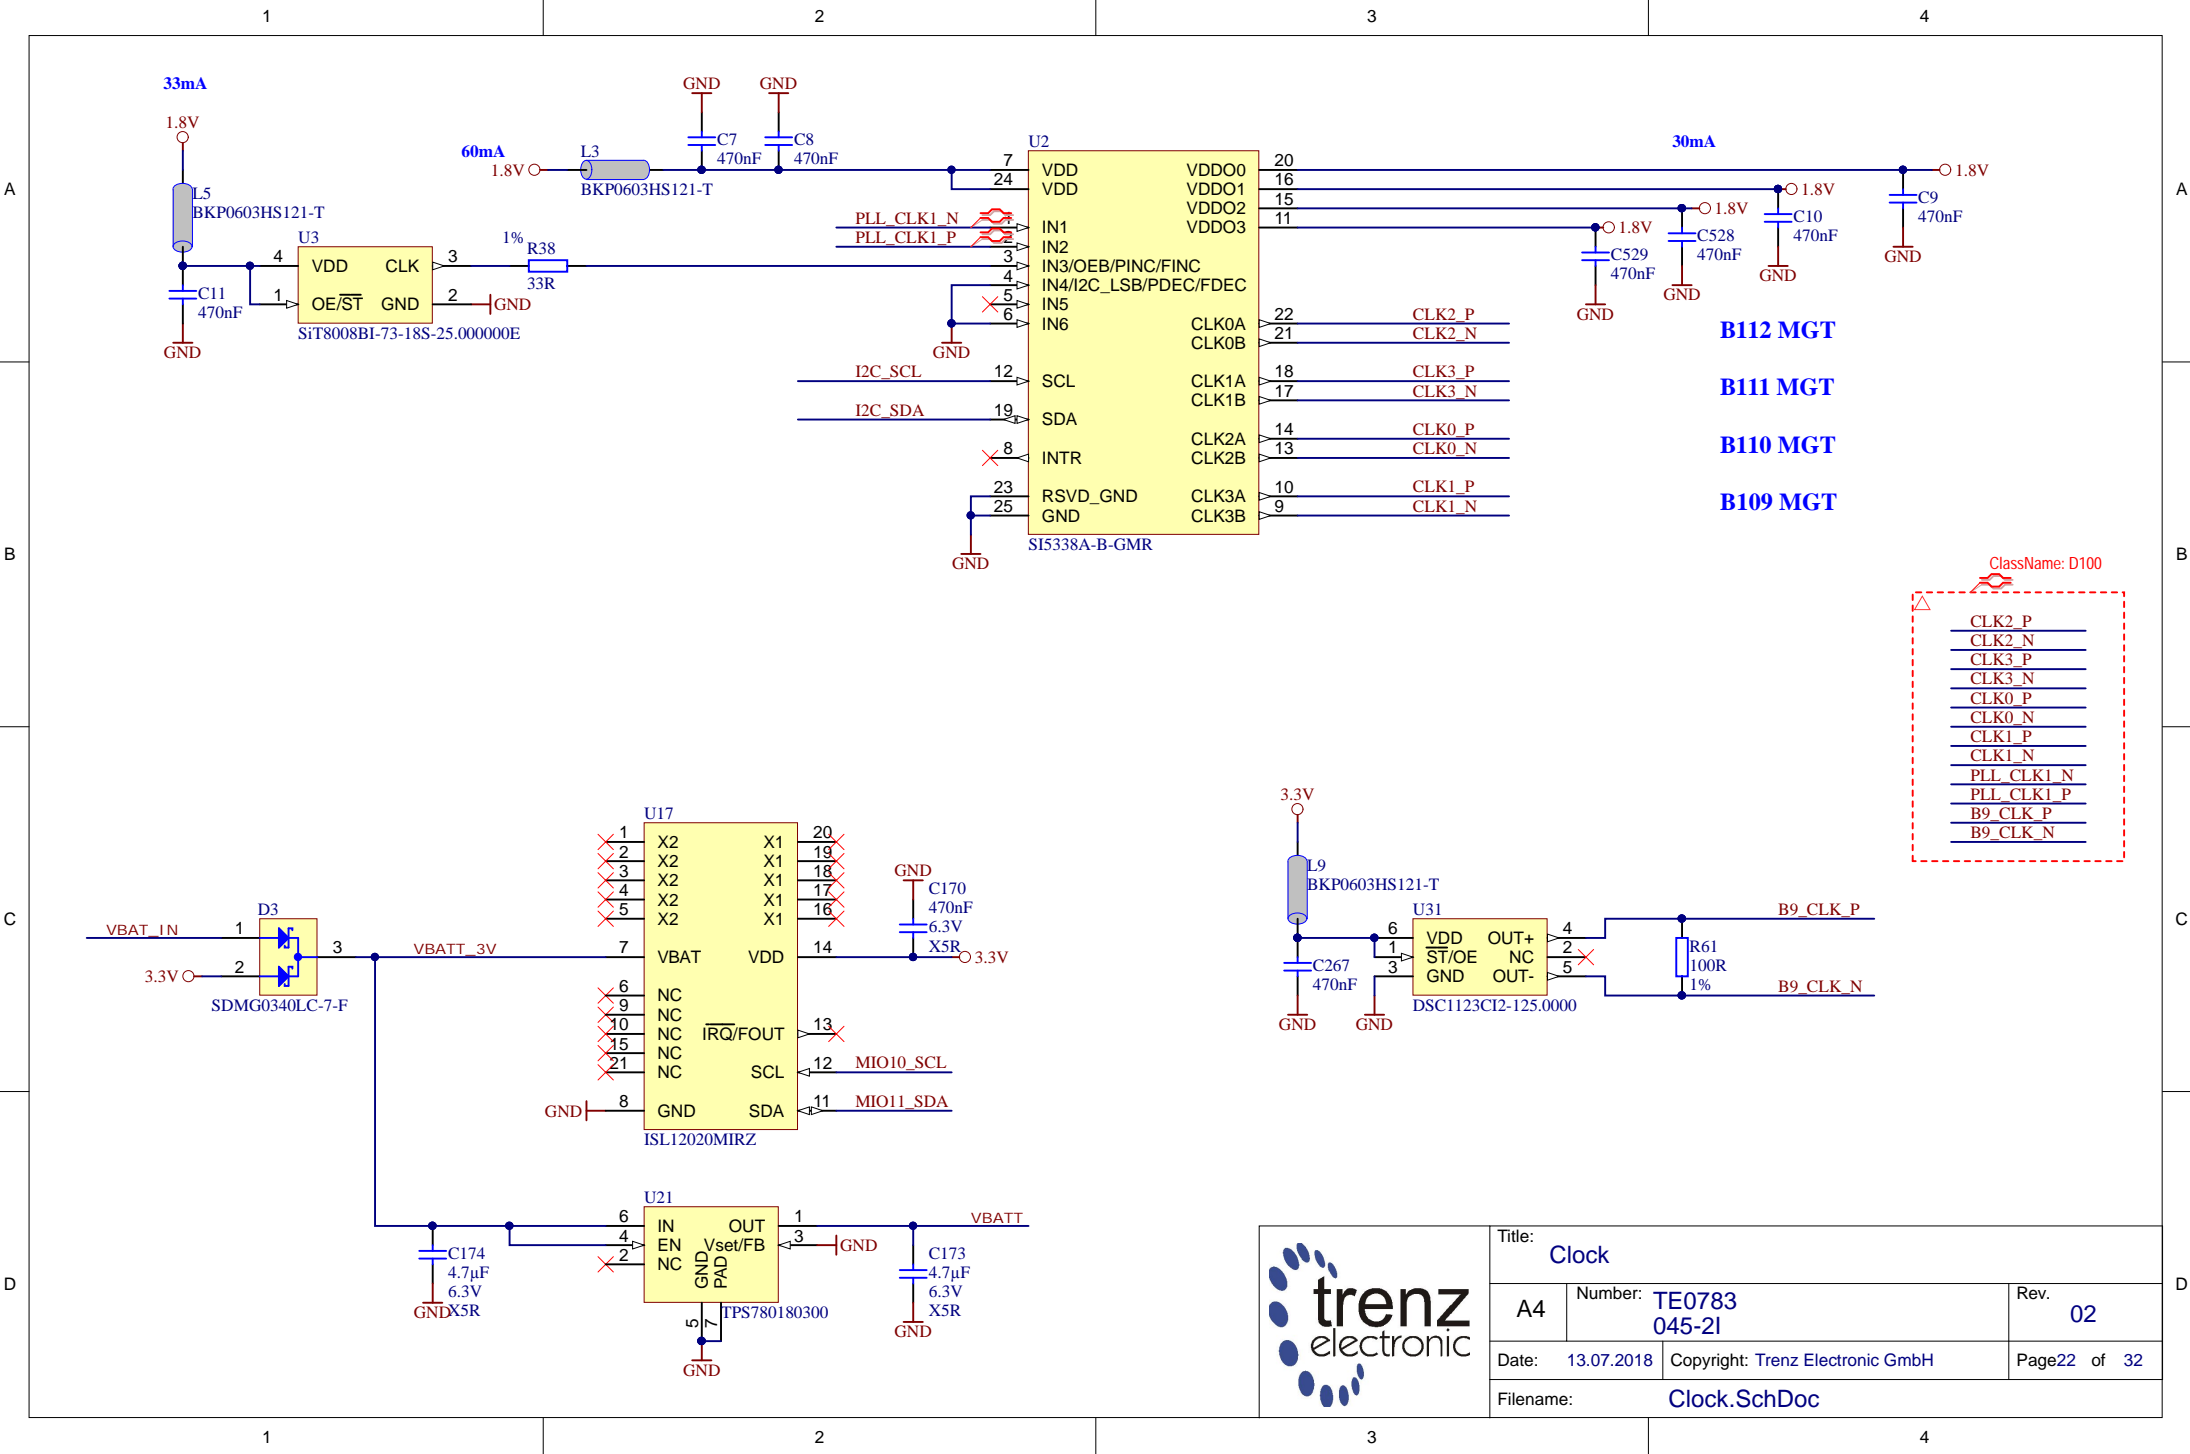 1 2 3 4
A A
B B
C C
D D
1 2 3 4
33mA
1.8V
L5
BKP0603HS121-T
C11
470nF
GND
U3
4 VDD CLK 3
1 OE/ST GND 2
GND
SiT8008BI-73-18S-25.000000E
1%
R38
33R
60mA
1.8V
L3
BKP0603HS121-T
GND
C7
470nF
GND
C8
470nF
U2
7 VDD VDDO0 20
24 VDD VDDO1 16
VDDO2 15
PLL_CLK1_N IN1 VDDO3 11
PLL_CLK1_P 2 IN2
3 IN3/OEB/PINC/FINC
4 IN4/I2C_LSB/PDEC/FDEC
5 IN5
6 IN6 CLK0A 22 CLK2_P
CLK0B 21 CLK2_N
GND
I2C_SCL 12 SCL CLK1A 18 CLK3_P
CLK1B 17 CLK3_N
I2C_SDA 19 SDA
CLK2A 14 CLK0_P
8 INTR CLK2B 13 CLK0_N
23 RSVD_GND CLK3A 10 CLK1_P
25 GND CLK3B 9 CLK1_N
GND
SI5338A-B-GMR
30mA
1.8V
C9
470nF
GND
1.8V
C10
470nF
GND
1.8V
C528
470nF
GND
1.8V
C529
470nF
GND
B112 MGT
B111 MGT
B110 MGT
B109 MGT
ClassName: D100
CLK2_P
CLK2_N
CLK3_P
CLK3_N
CLK0_P
CLK0_N
CLK1_P
CLK1_N
PLL_CLK1_N
PLL_CLK1_P
B9_CLK_P
B9_CLK_N
VBAT_IN
3.3V
D3
1
2
3
SDMG0340LC-7-F
VBATT_3V
U17
1 X2 X1 20
2 X2 X1 19
3 X2 X1 18
4 X2 X1 17
5 X2 X1 16
7 VBAT VDD 14
6 NC
9 NC
10 NC IRQ/FOUT 13
15 NC
21 NC SCL 12 MIO10_SCL
GND 8 GND SDA 11 MIO11_SDA
ISL12020MIRZ
GND
C170
470nF
6.3V
X5R
3.3V
U21
6 IN OUT 1 VBATT
4 EN Vset/FB 3 GND
2 NC
GND
PAD
5
7
TPS780180300
GND
C174
4.7µF
6.3V
X5R
GND
C173
4.7µF
6.3V
X5R
GND
3.3V
L9
BKP0603HS121-T
C267
470nF
GND
GND
U31
6 VDD OUT+ 4
1 ST/OE NC 2
3 GND OUT- 5
DSC1123CI2-125.0000
B9_CLK_P
R61
100R
1%
B9_CLK_N
trenz
electronic
Title:
Clock
A4
Number: TE0783
045-2I
Rev.
02
Date: 13.07.2018
Copyright: Trenz Electronic GmbH
Page22 of 32
Filename: Clock.SchDoc